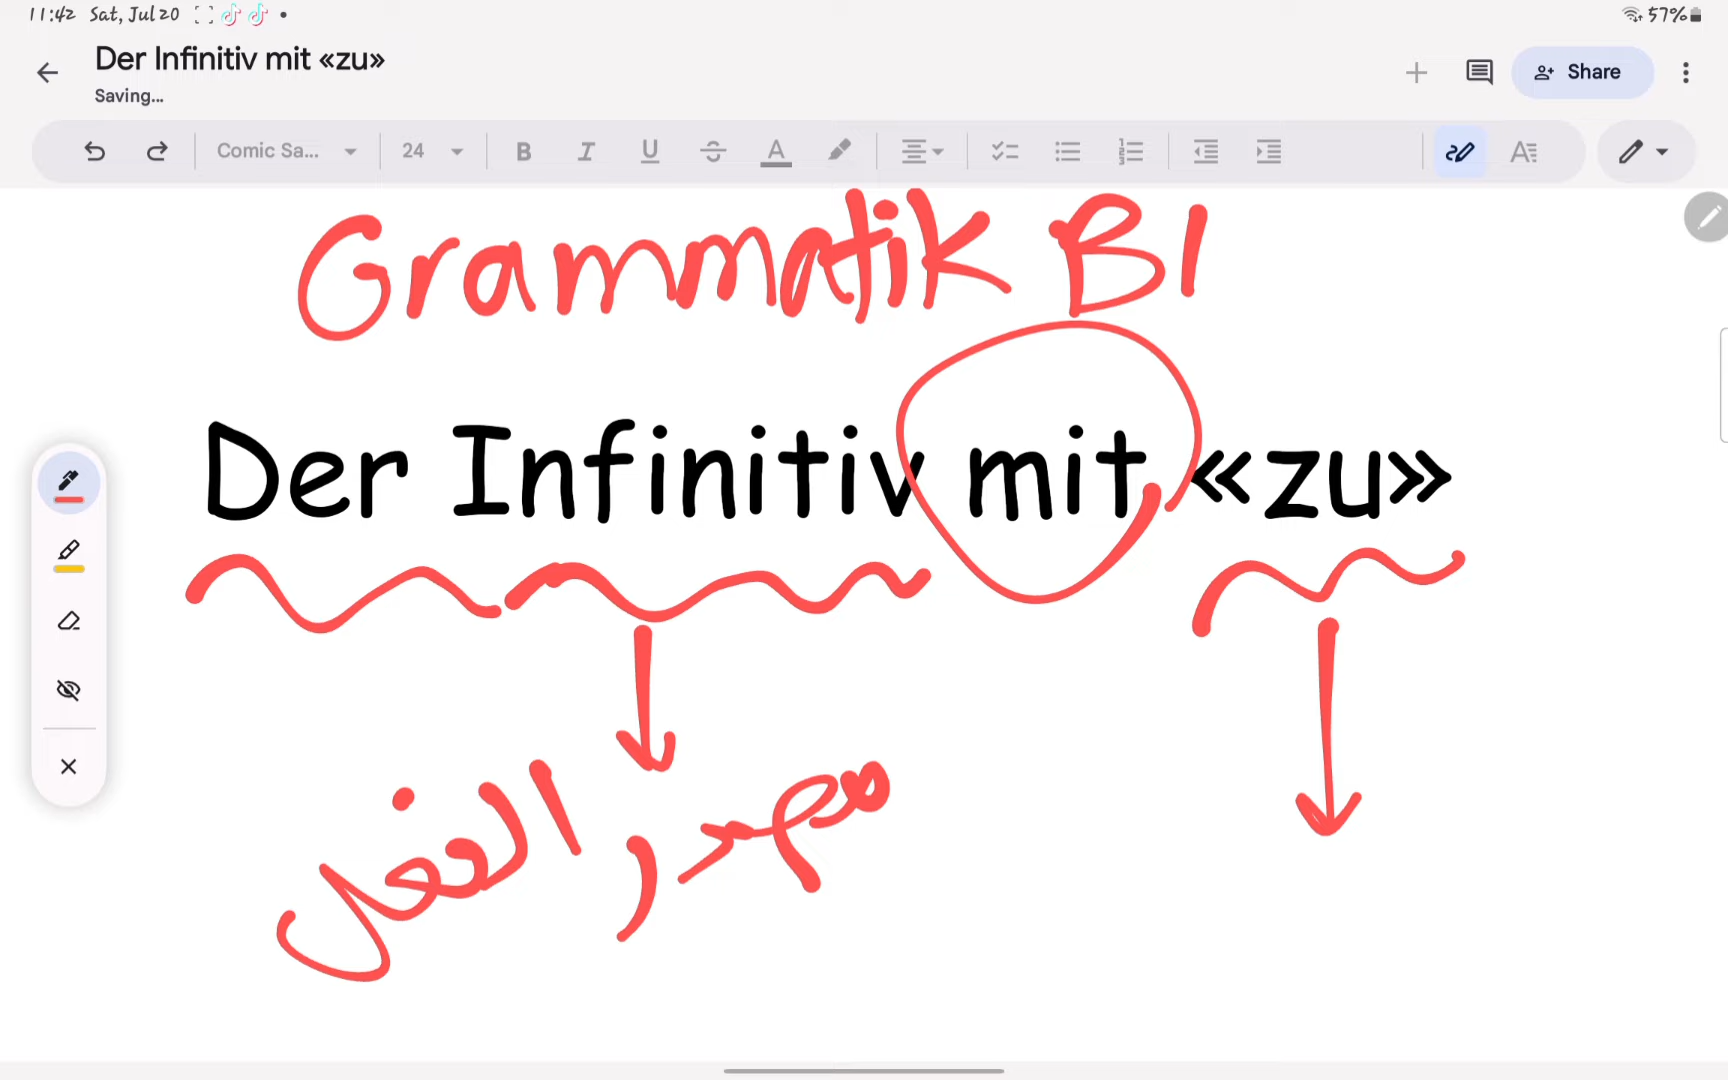 11:42 Sat, Jul 20
57%
Der Infinitiv mit «zu»
Saving...
Share
Comic Sa...
24
B I U A
Grammatik B1
Der Infinitiv mit «zu»
مصدر الفعل